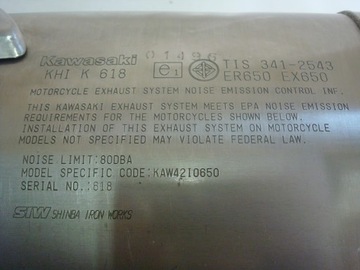 Kawasaki 01496 e1 TIS 341-2543
KHI K 618 ER650 EX650
MOTORCYCLE EXHAUST SYSTEM NOISE EMISSION CONTROL INF.
THIS KAWASAKI EXHAUST SYSTEM MEETS EPA NOISE EMISSION
REQUIREMENTS FOR THE MOTORCYCLES SHOWN BELOW.
INSTALLATION OF THIS EXHAUST SYSTEM ON MOTORCYCLE
MODELS NOT SPECIFIED MAY VIOLATE FEDERAL LAW.
NOISE LIMIT:80DBA
MODEL SPECIFIC CODE:KAW42I0650
SERIAL NO.:618
SIW SHINBA IRON WORKS